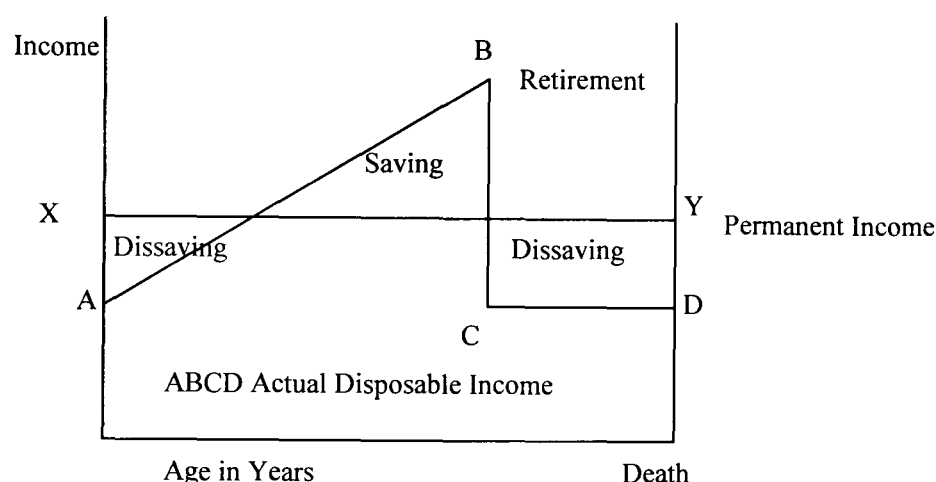 Income
B
Retirement
Saving
X
Y
Permanent Income
Dissaving
Dissaving
A
D
C
ABCD Actual Disposable Income
Age in Years
Death